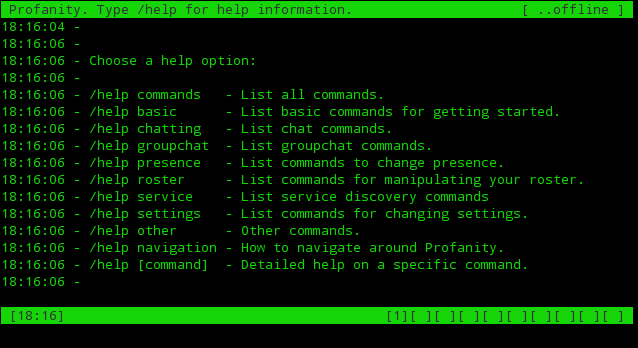 Profanity. Type /help for help information. [ ..offline ]
18:16:04 -
18:16:06 -
18:16:06 - Choose a help option:
18:16:06 -
18:16:06 - /help commands - List all commands.
18:16:06 - /help basic - List basic commands for getting started.
18:16:06 - /help chatting - List chat commands.
18:16:06 - /help groupchat - List groupchat commands.
18:16:06 - /help presence - List commands to change presence.
18:16:06 - /help roster - List commands for manipulating your roster.
18:16:06 - /help service - List service discovery commands
18:16:06 - /help settings - List commands for changing settings.
18:16:06 - /help other - Other commands.
18:16:06 - /help navigation - How to navigate around Profanity.
18:16:06 - /help [command] - Detailed help on a specific command.
18:16:06 -
[18:16] [1][ ][ ][ ][ ][ ][ ][ ][ ][ ]